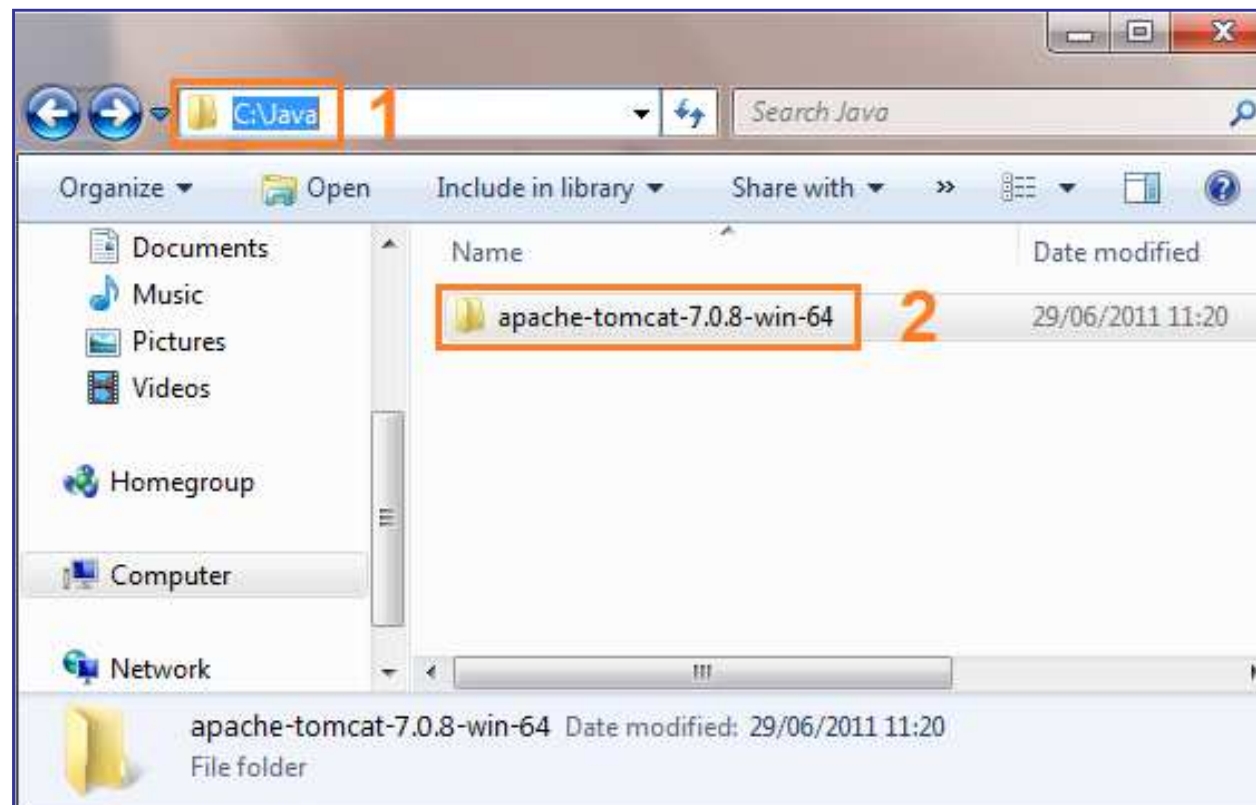 C:\Java 1 Search Java
Organize Open Include in library Share with »
Documents
Music
Pictures
Videos
Homegroup
Computer
Network
Name Date modified
apache-tomcat-7.0.8-win-64 2 29/06/2011 11:20
apache-tomcat-7.0.8-win-64 Date modified: 29/06/2011 11:20
File folder